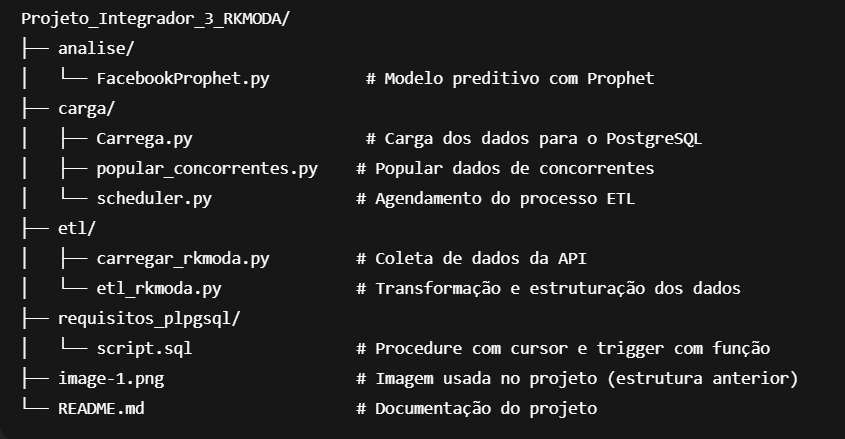 Projeto_Integrador_3_RKMODA/
├── analise/
│   └── FacebookProphet.py          # Modelo preditivo com Prophet
├── carga/
│   ├── Carrega.py                  # Carga dos dados para o PostgreSQL
│   ├── popular_concorrentes.py    # Popular dados de concorrentes
│   └── scheduler.py               # Agendamento do processo ETL
├── etl/
│   ├── carregar_rkmoda.py         # Coleta de dados da API
│   └── etl_rkmoda.py              # Transformação e estruturação dos dados
├── requisitos_plpgsql/
│   └── script.sql                 # Procedure com cursor e trigger com função
├── image-1.png                    # Imagem usada no projeto (estrutura anterior)
└── README.md                      # Documentação do projeto